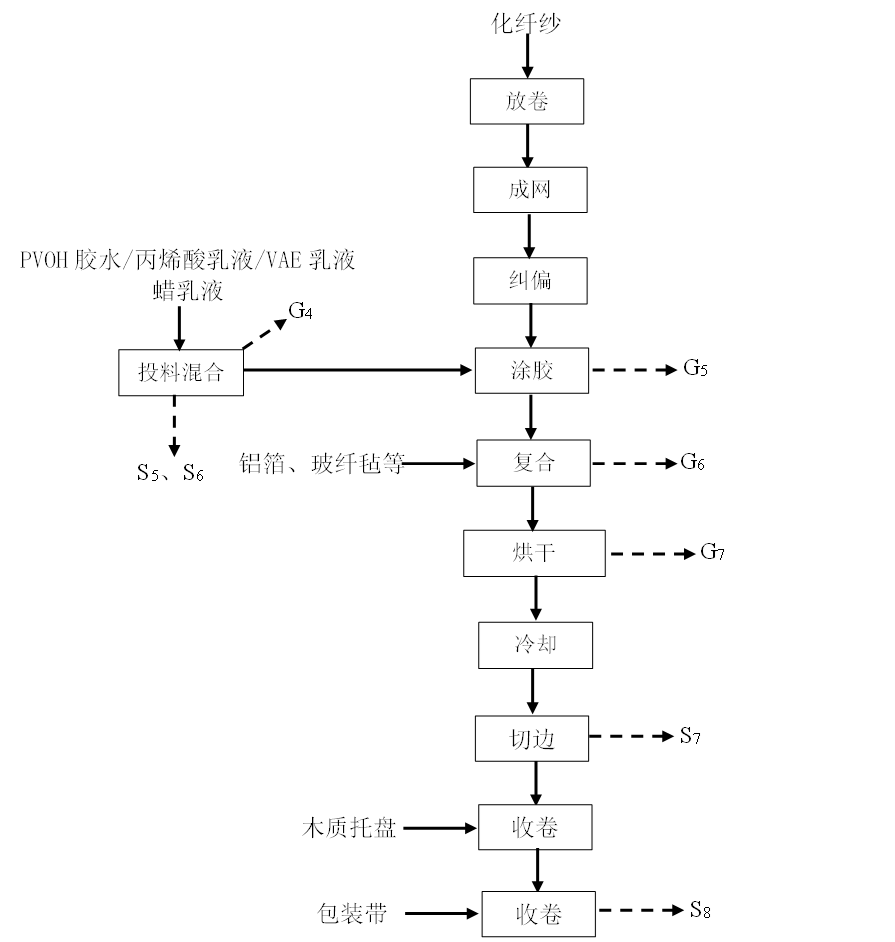 化纤纱
放卷
成网
纠偏
PVOH 胶水/丙烯酸乳液/VAE 乳液
蜡乳液
G4
投料混合
涂胶
G5
S5、S6
铝箔、玻纤毡等
复合
G6
烘干
G7
冷却
切边
S7
木质托盘
收卷
包装带
收卷
S8